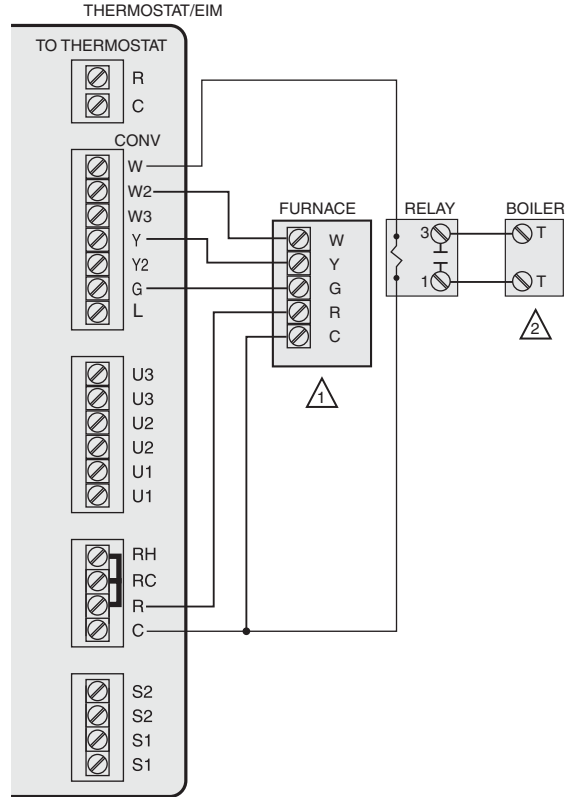 THERMOSTAT/EIM
TO THERMOSTAT
R
C
CONV
W
W2
W3
Y
Y2
G
L
U3
U3
U2
U2
U1
U1
RH
RC
R
C
S2
S2
S1
S1
FURNACE
W
Y
G
R
C
1
RELAY
3
1
BOILER
T
T
2